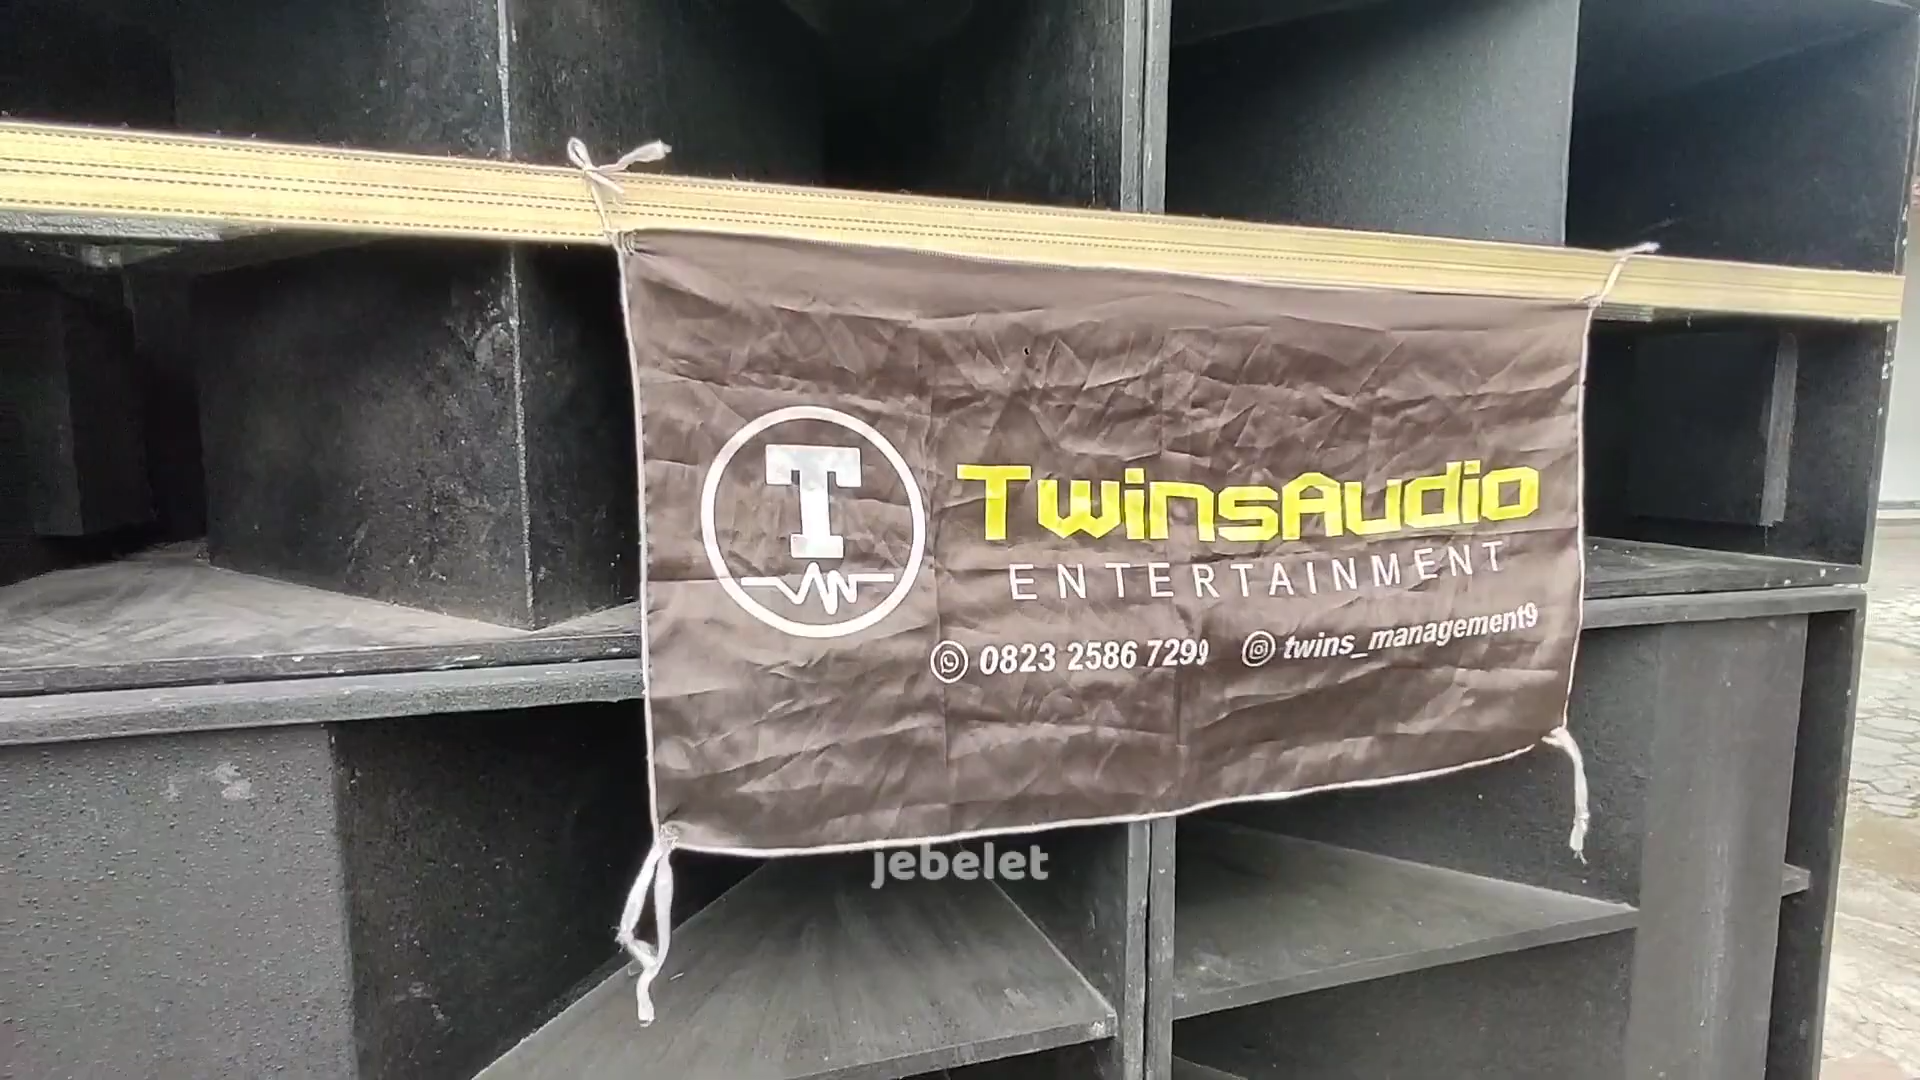 T
TwinsAudio
ENTERTAINMENT
0823 2586 7299 twins_management9
jebelet